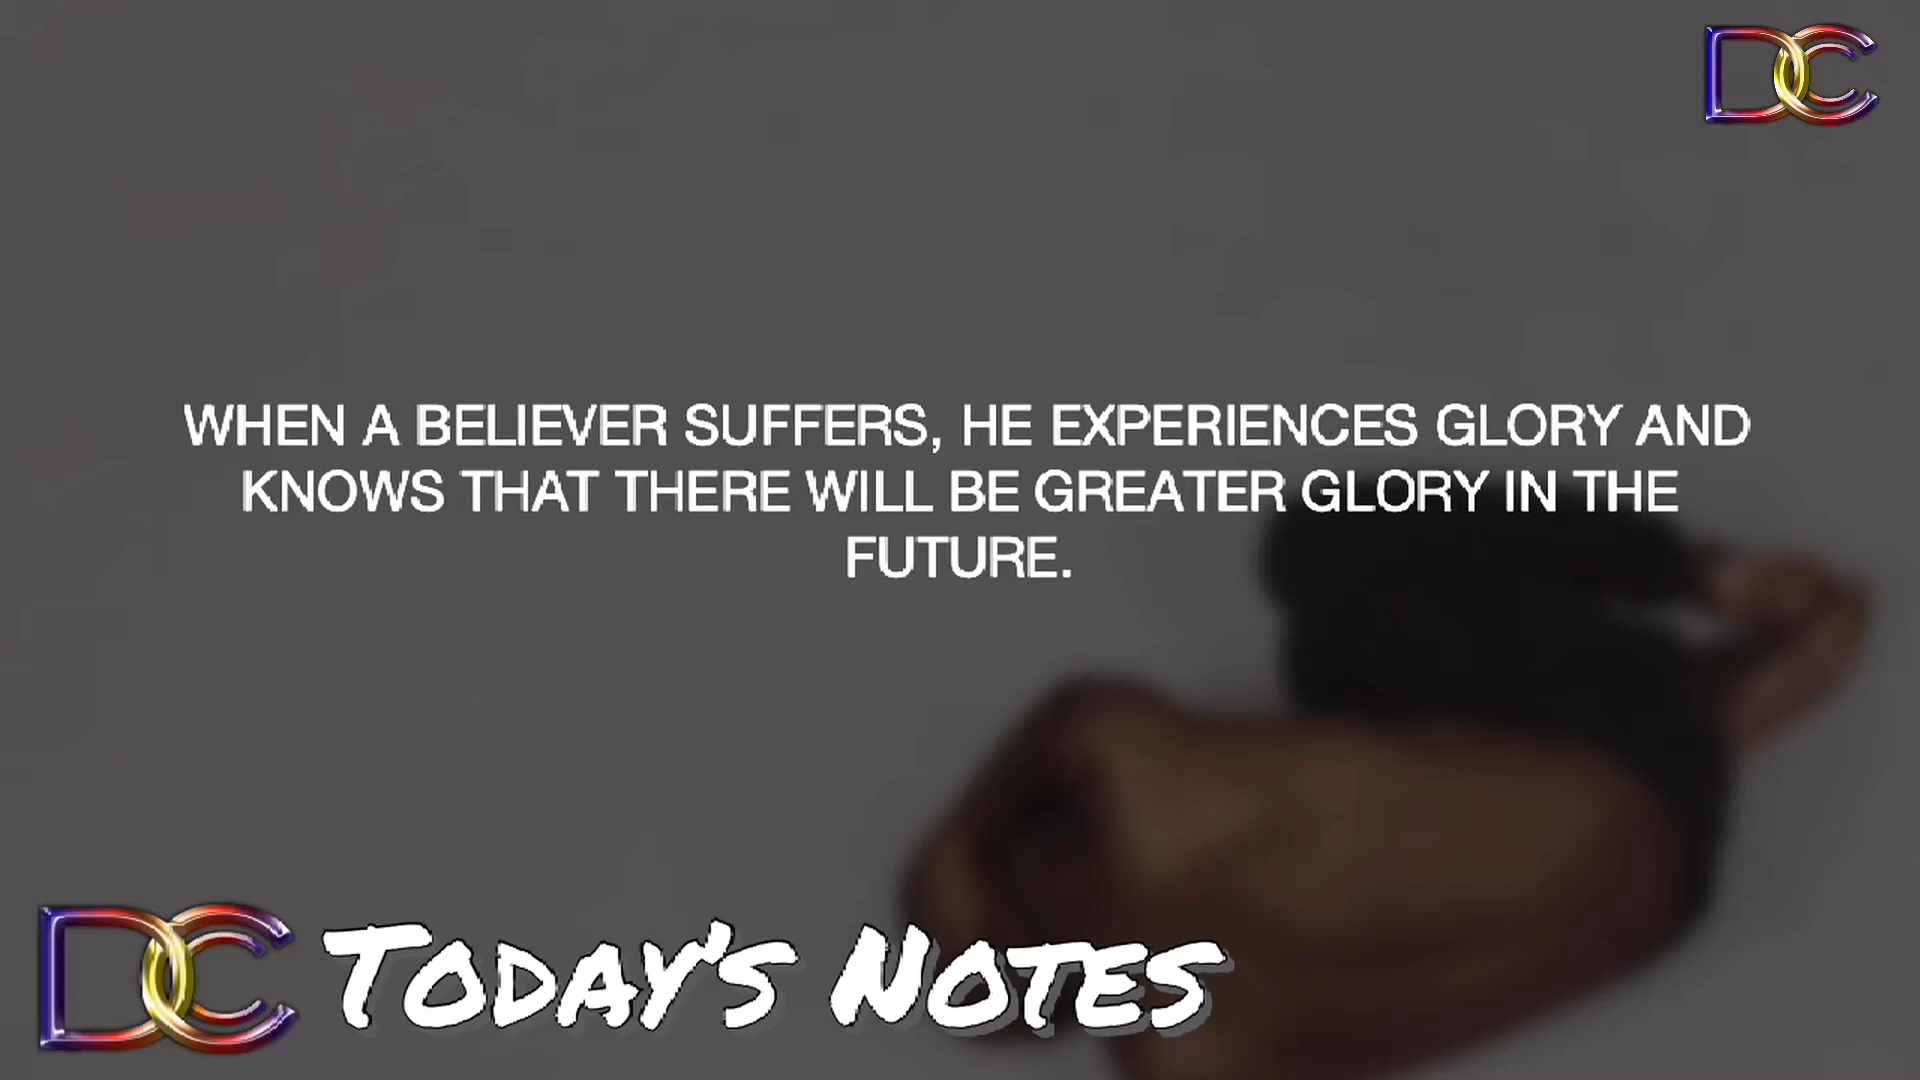 DC
WHEN A BELIEVER SUFFERS, HE EXPERIENCES GLORY AND
KNOWS THAT THERE WILL BE GREATER GLORY IN THE
FUTURE.
DC TODAY'S NOTES